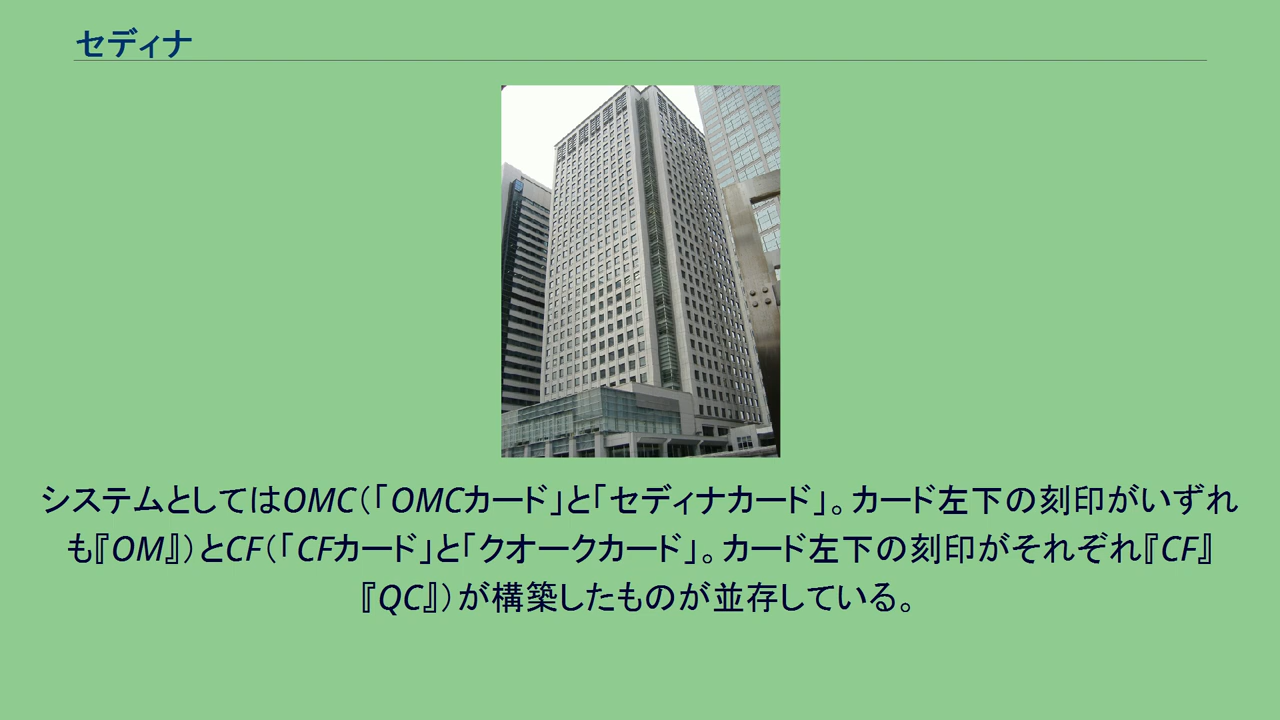 セディナ
システムとしてはOMC（「OMCカード」と「セディナカード」。カード左下の刻印がいずれ
も『OM』）とCF（「CFカード」と「クオークカード」。カード左下の刻印がそれぞれ『CF』
『QC』）が構築したものが並存している。